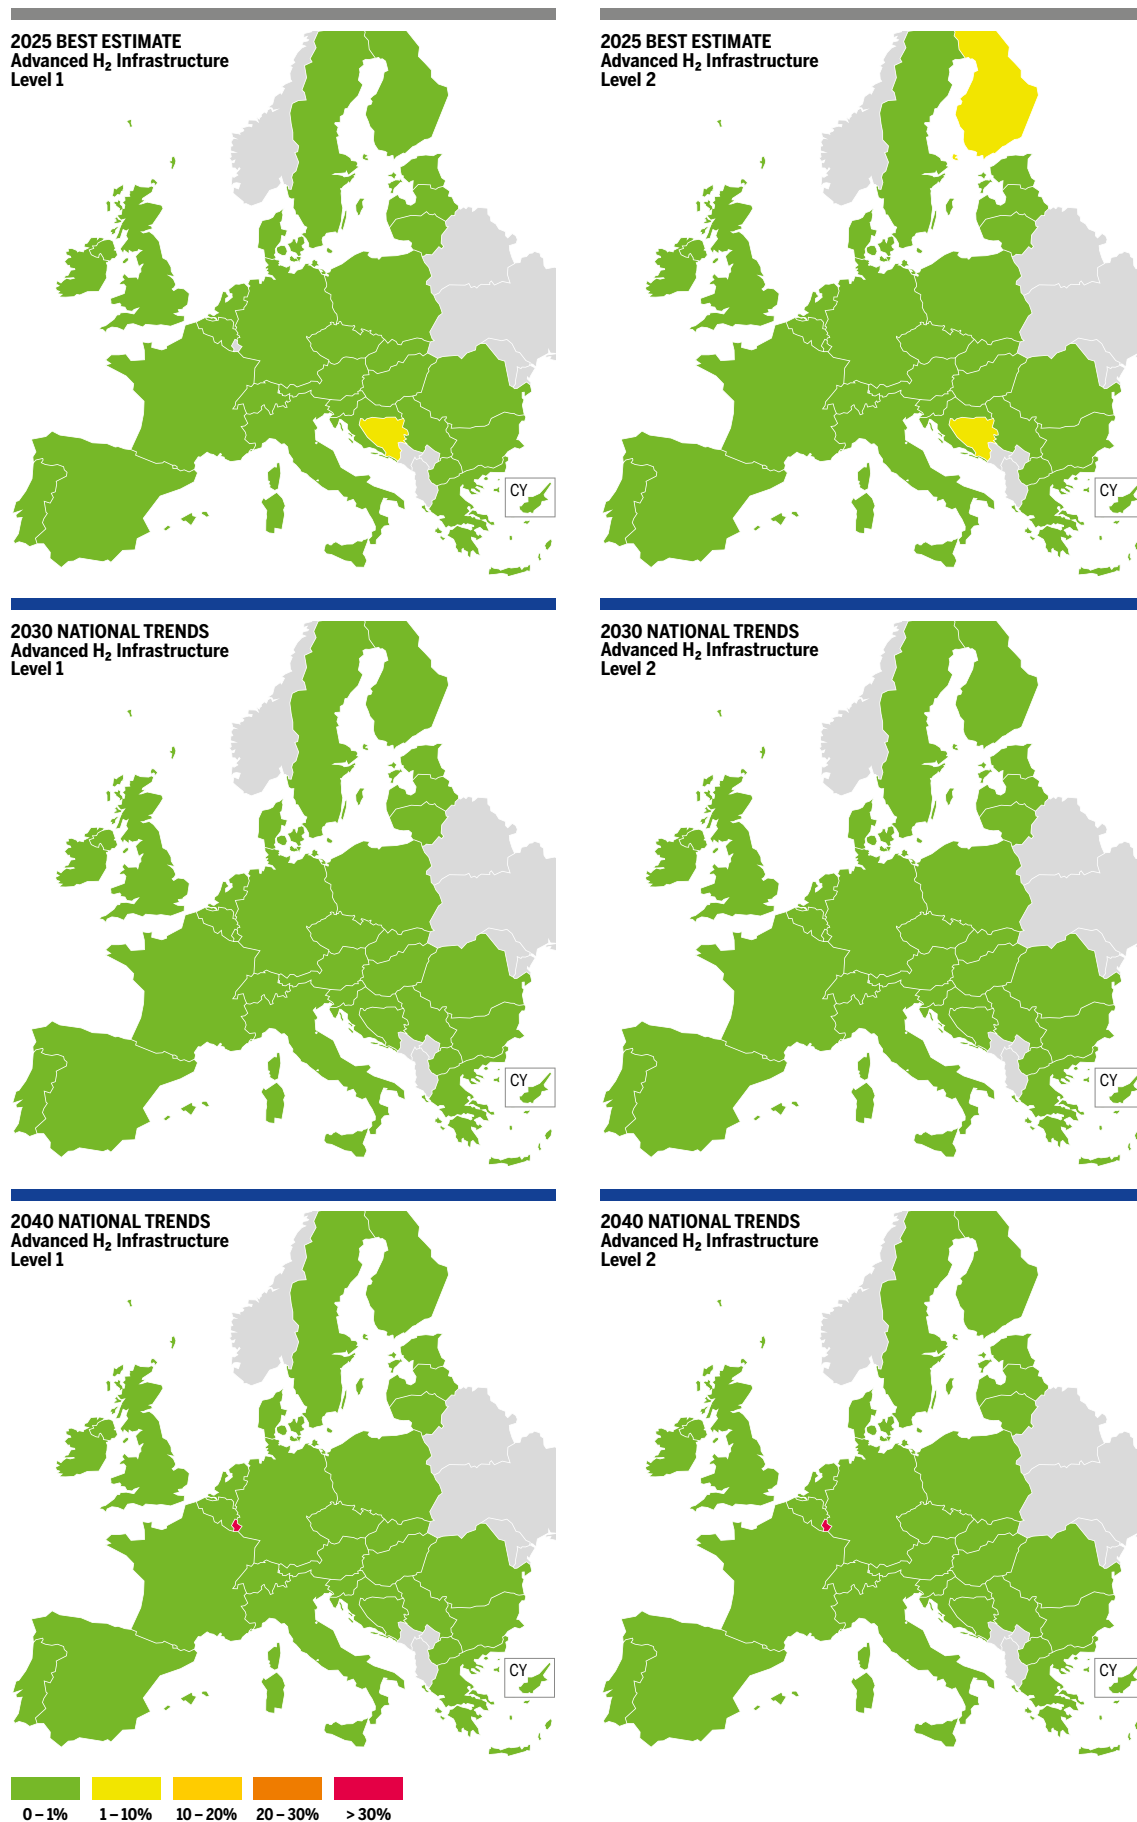 2025 BEST ESTIMATE
Advanced H₂ Infrastructure
Level 1
CY
2025 BEST ESTIMATE
Advanced H₂ Infrastructure
Level 2
CY
2030 NATIONAL TRENDS
Advanced H₂ Infrastructure
Level 1
CY
2030 NATIONAL TRENDS
Advanced H₂ Infrastructure
Level 2
CY
2040 NATIONAL TRENDS
Advanced H₂ Infrastructure
Level 1
CY
2040 NATIONAL TRENDS
Advanced H₂ Infrastructure
Level 2
CY
0 – 1% 1 – 10% 10 – 20% 20 – 30% > 30%